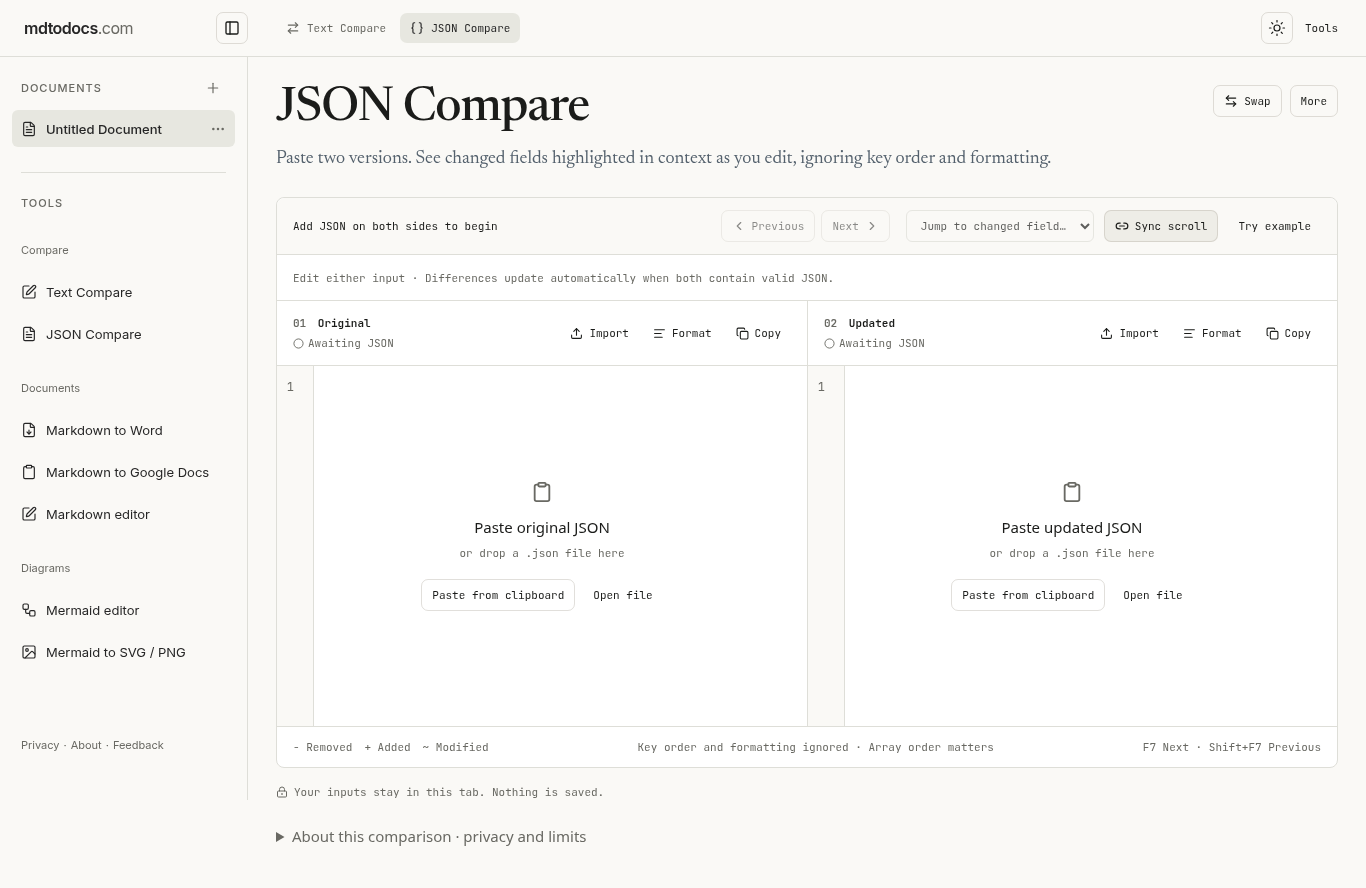 mdtodocs.com
Text Compare
JSON Compare
Tools
DOCUMENTS
Untitled Document
TOOLS
Compare
Text Compare
JSON Compare
Documents
Markdown to Word
Markdown to Google Docs
Markdown editor
Diagrams
Mermaid editor
Mermaid to SVG / PNG
Privacy · About · Feedback
JSON Compare
Swap
More
Paste two versions. See changed fields highlighted in context as you edit, ignoring key order and formatting.
Add JSON on both sides to begin
Previous
Next
Jump to changed field…
Sync scroll
Try example
Edit either input · Differences update automatically when both contain valid JSON.
01 Original
Awaiting JSON
Import
Format
Copy
1
Paste original JSON
or drop a .json file here
Paste from clipboard
Open file
02 Updated
Awaiting JSON
Import
Format
Copy
1
Paste updated JSON
or drop a .json file here
Paste from clipboard
Open file
- Removed + Added ~ Modified
Key order and formatting ignored · Array order matters
F7 Next · Shift+F7 Previous
Your inputs stay in this tab. Nothing is saved.
About this comparison · privacy and limits